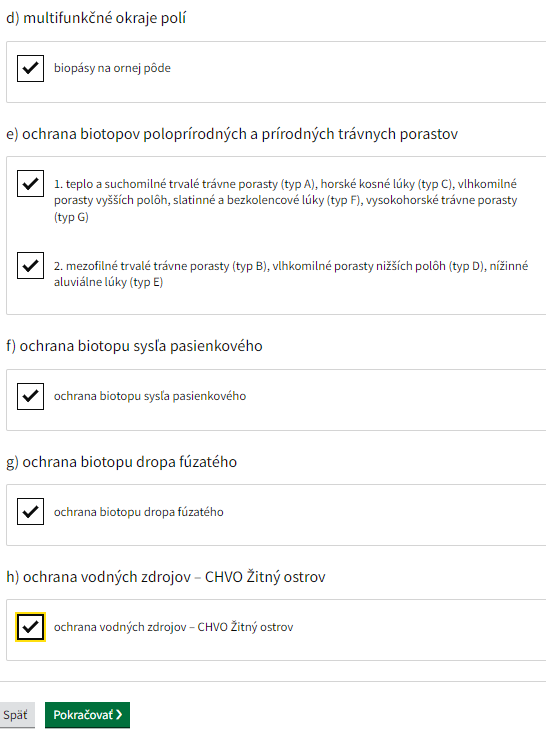 d) multifunkčné okraje polí
biopásy na ornej pôde
e) ochrana biotopov poloprírodných a prírodných trávnych porastov
1. teplo a suchomilné trvalé trávne porasty (typ A), horské kosné lúky (typ C), vlhkomilné
porasty vyšších polôh, slatinné a bezkolencové lúky (typ F), vysokohorské trávne porasty
(typ G)
2. mezofilné trvalé trávne porasty (typ B), vlhkomilné porasty nižších polôh (typ D), nížinné
aluviálne lúky (typ E)
f) ochrana biotopu sysľa pasienkového
ochrana biotopu sysľa pasienkového
g) ochrana biotopu dropa fúzatého
ochrana biotopu dropa fúzatého
h) ochrana vodných zdrojov – CHVO Žitný ostrov
ochrana vodných zdrojov – CHVO Žitný ostrov
Späť
Pokračovať